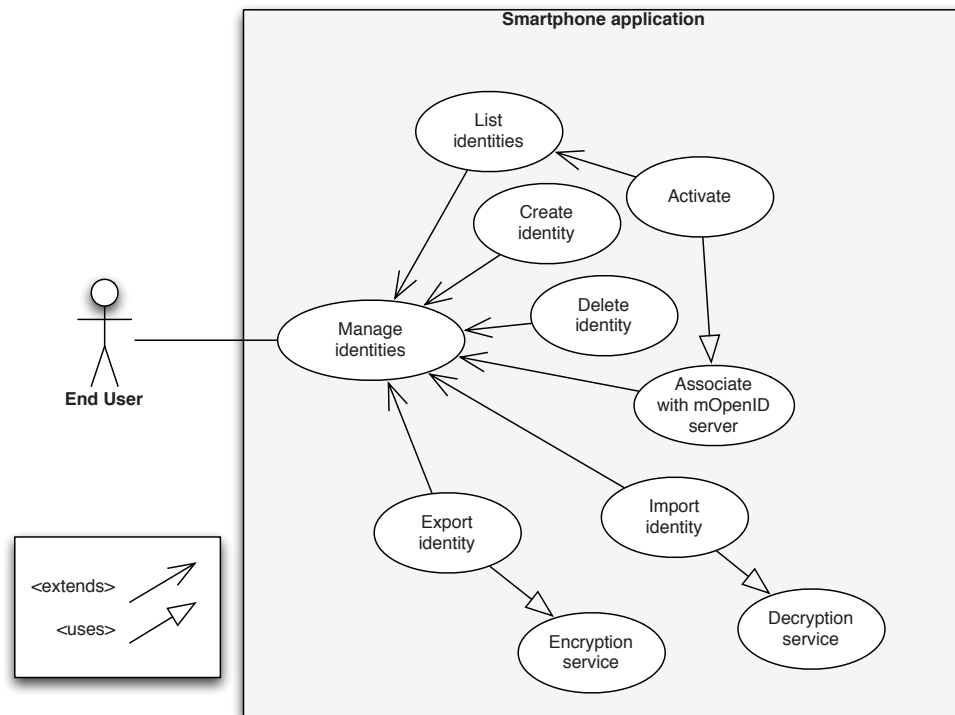 Smartphone application
List
identities
Activate
Create
identity
Delete
identity
Manage
identities
End User
Associate
with mOpenID
server
Export
identity
Import
identity
<extends>
<uses>
Encryption
service
Decryption
service